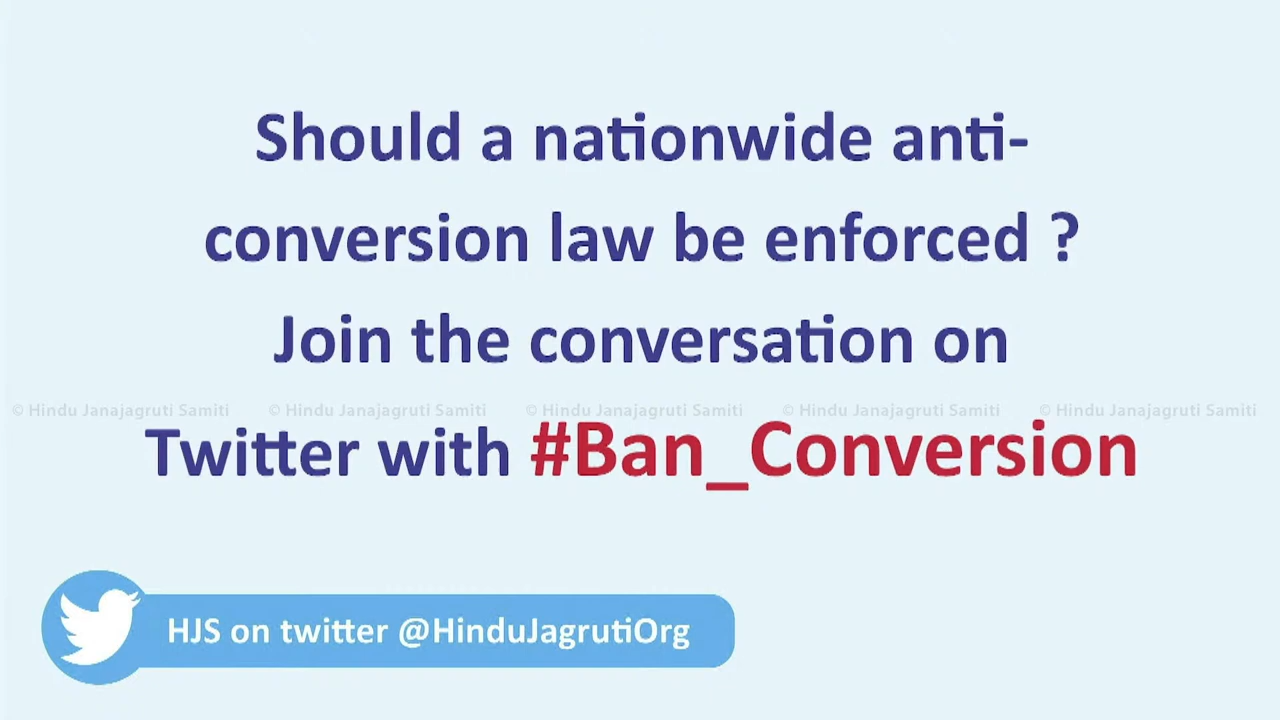 Should a nationwide anti-
conversion law be enforced ?
Join the conversation on
© Hindu Janajagruti Samiti © Hindu Janajagruti Samiti © Hindu Janajagruti Samiti © Hindu Janajagruti Samiti © Hindu Janajagruti Samiti
Twitter with #Ban_Conversion
HJS on twitter @HinduJagrutiOrg